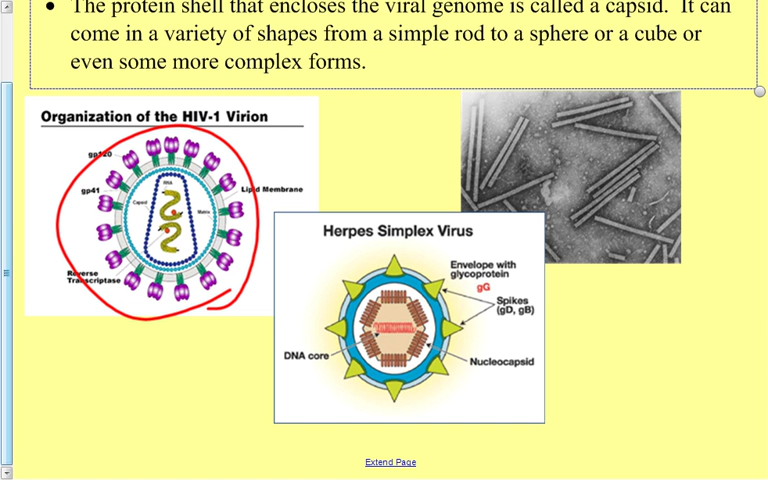 • The protein shell that encloses the viral genome is called a capsid. It can
come in a variety of shapes from a simple rod to a sphere or a cube or
even some more complex forms.
Organization of the HIV-1 Virion
gp120
gp41
RNA
Capsid
Matrix
Lipid Membrane
Reverse
Transcriptase
Herpes Simplex Virus
Envelope with
glycoprotein
gG
Spikes
(gD, gB)
DNA core
Nucleocapsid
Extend Page